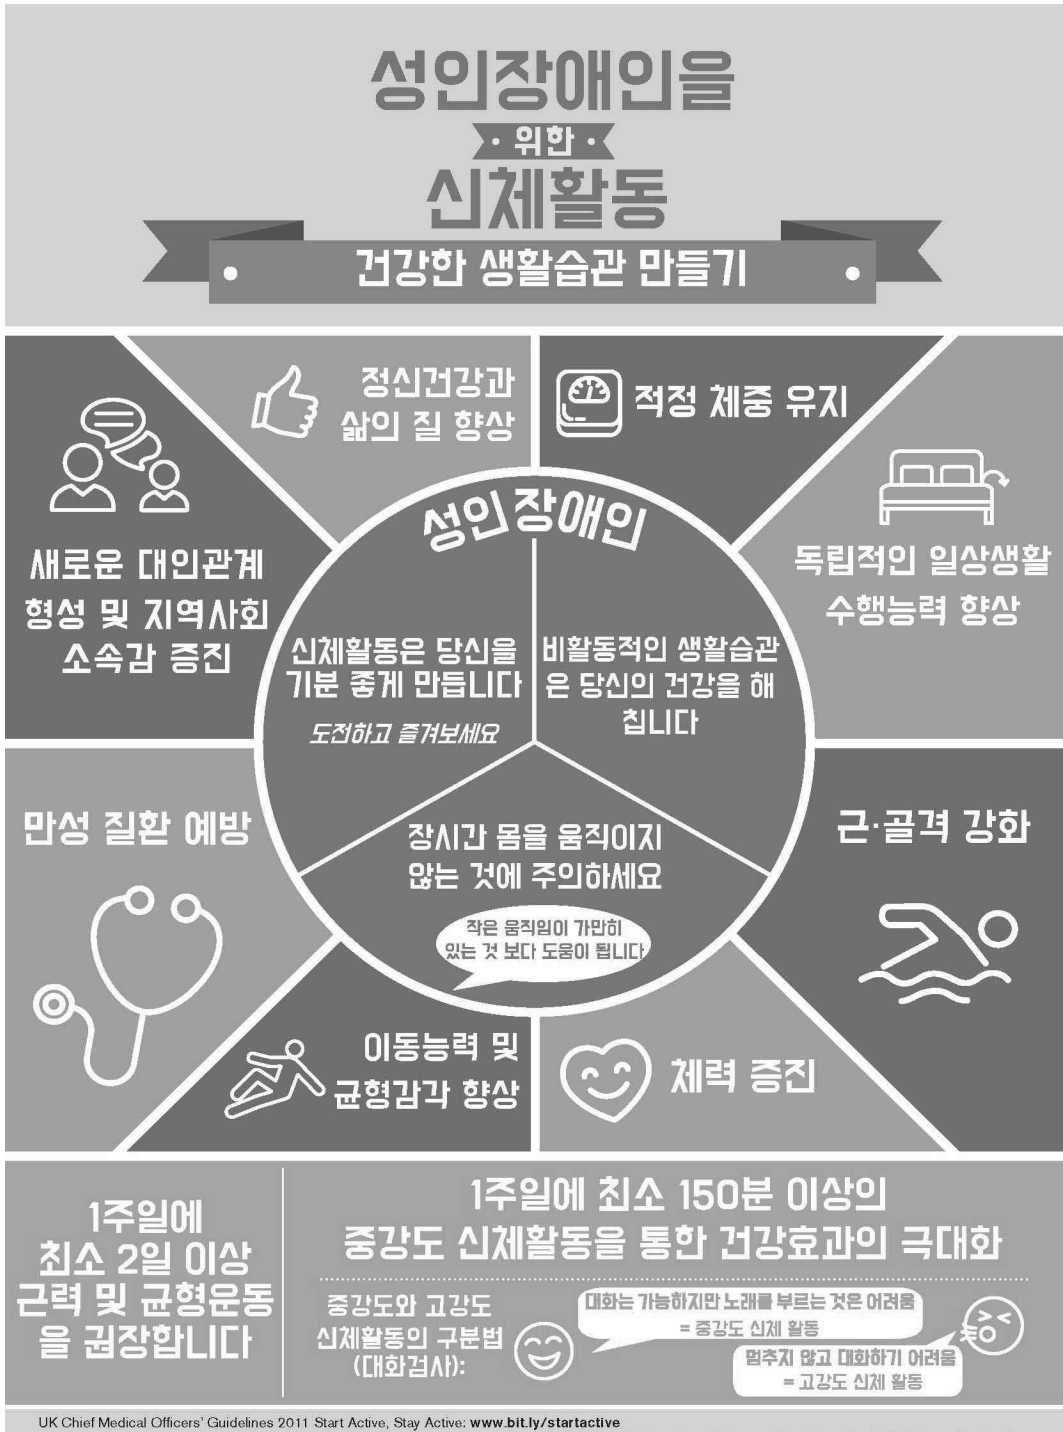 성인장애인을
· 위한 ·
신체활동
건강한 생활습관 만들기
정신건강과
삶의 질 향상
적정 체중 유지
새로운 대인관계
형성 및 지역사회
소속감 증진
독립적인 일상생활
수행능력 향상
성인장애인
신체활동은 당신을
기분 좋게 만듭니다
도전하고 즐겨보세요
비활동적인 생활습관
은 당신의 건강을 해
칩니다
장시간 몸을 움직이지
않는 것에 주의하세요
작은 움직임이 가만히
있는 것 보다 도움이 됩니다
만성 질환 예방
근·골격 강화
이동능력 및
균형감각 향상
체력 증진
1주일에
최소 2일 이상
근력 및 균형운동
을 권장합니다
1주일에 최소 150분 이상의
중강도 신체활동을 통한 건강효과의 극대화
중강도와 고강도
신체활동의 구분법
(대화검사):
대화는 가능하지만 노래를 부르는 것은 어려움
= 중강도 신체 활동
멈추지 않고 대화하기 어려움
= 고강도 신체 활동
UK Chief Medical Officers' Guidelines 2011 Start Active, Stay Active: www.bit.ly/startactive